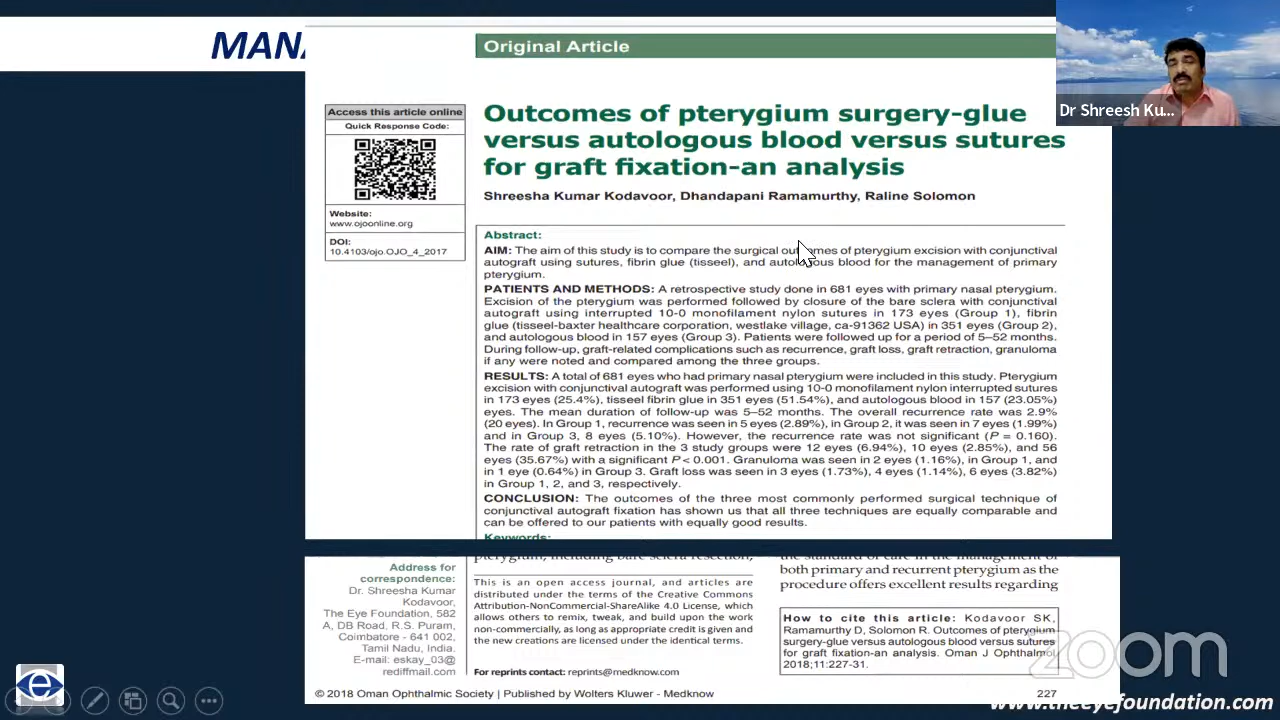 MANA
Original Article
Dr Shreesh Ku...
Access this article online
Quick Response Code:
Website:
www.ojoonline.org
DOI:
10.4103/ojo.OJO_4_2017
Outcomes of pterygium surgery-glue
versus autologous blood versus sutures
for graft fixation-an analysis
Shreesha Kumar Kodavoor, Dhandapani Ramamurthy, Raline Solomon
Abstract:
AIM: The aim of this study is to compare the surgical outcomes of pterygium excision with conjunctival
autograft using sutures, fibrin glue (tisseel), and autologous blood for the management of primary
pterygium.
PATIENTS AND METHODS: A retrospective study done in 681 eyes with primary nasal pterygium.
Excision of the pterygium was performed followed by closure of the bare sclera with conjunctival
autograft using interrupted 10-0 monofilament nylon sutures in 173 eyes (Group 1), fibrin
glue (tisseel-baxter healthcare corporation, westlake village, ca-91362 USA) in 351 eyes (Group 2),
and autologous blood in 157 eyes (Group 3). Patients were followed up for a period of 5–52 months.
During follow-up, graft-related complications such as recurrence, graft loss, graft retraction, granuloma
if any were noted and compared among the three groups.
RESULTS: A total of 681 eyes who had primary nasal pterygium were included in this study. Pterygium
excision with conjunctival autograft was performed using 10-0 monofilament nylon interrupted sutures
in 173 eyes (25.4%), tisseel fibrin glue in 351 eyes (51.54%), and autologous blood in 157 (23.05%)
eyes. The mean duration of follow-up was 5–52 months. The overall recurrence rate was 2.9%
(20 eyes). In Group 1, recurrence was seen in 5 eyes (2.89%), in Group 2, it was seen in 7 eyes (1.99%)
and in Group 3, 8 eyes (5.10%). However, the recurrence rate was not significant (P = 0.160).
The rate of graft retraction in the 3 study groups were 12 eyes (6.94%), 10 eyes (2.85%), and 56
eyes (35.67%) with a significant P < 0.001. Granuloma was seen in 2 eyes (1.16%), in Group 1, and
in 1 eye (0.64%) in Group 3. Graft loss was seen in 3 eyes (1.73%), 4 eyes (1.14%), 6 eyes (3.82%)
in Group 1, 2, and 3, respectively.
CONCLUSION: The outcomes of the three most commonly performed surgical technique of
conjunctival autograft fixation has shown us that all three techniques are equally comparable and
can be offered to our patients with equally good results.
Keywords:
Address for
correspondence:
Dr. Shreesha Kumar
Kodavoor,
The Eye Foundation, 582
A, DB Road, R.S. Puram,
Coimbatore - 641 002,
Tamil Nadu, India.
E-mail: eskay_03@
rediffmail.com
pterygium, including bare sclera resection,
This is an open access journal, and articles are
distributed under the terms of the Creative Commons
Attribution-NonCommercial-ShareAlike 4.0 License, which
allows others to remix, tweak, and build upon the work
non-commercially, as long as appropriate credit is given and
the new creations are licensed under the identical terms.
For reprints contact: reprints@medknow.com
the standard of care in the management of
both primary and recurrent pterygium as the
procedure offers excellent results regarding
How to cite this article: Kodavoor SK,
Ramamurthy D, Solomon R. Outcomes of pterygium
surgery-glue versus autologous blood versus sutures
for graft fixation-an analysis. Oman J Ophthalmol
2018;11:227-31.
zoom
© 2018 Oman Ophthalmic Society | Published by Wolters Kluwer - Medknow
227
www.theeyefoundation.com